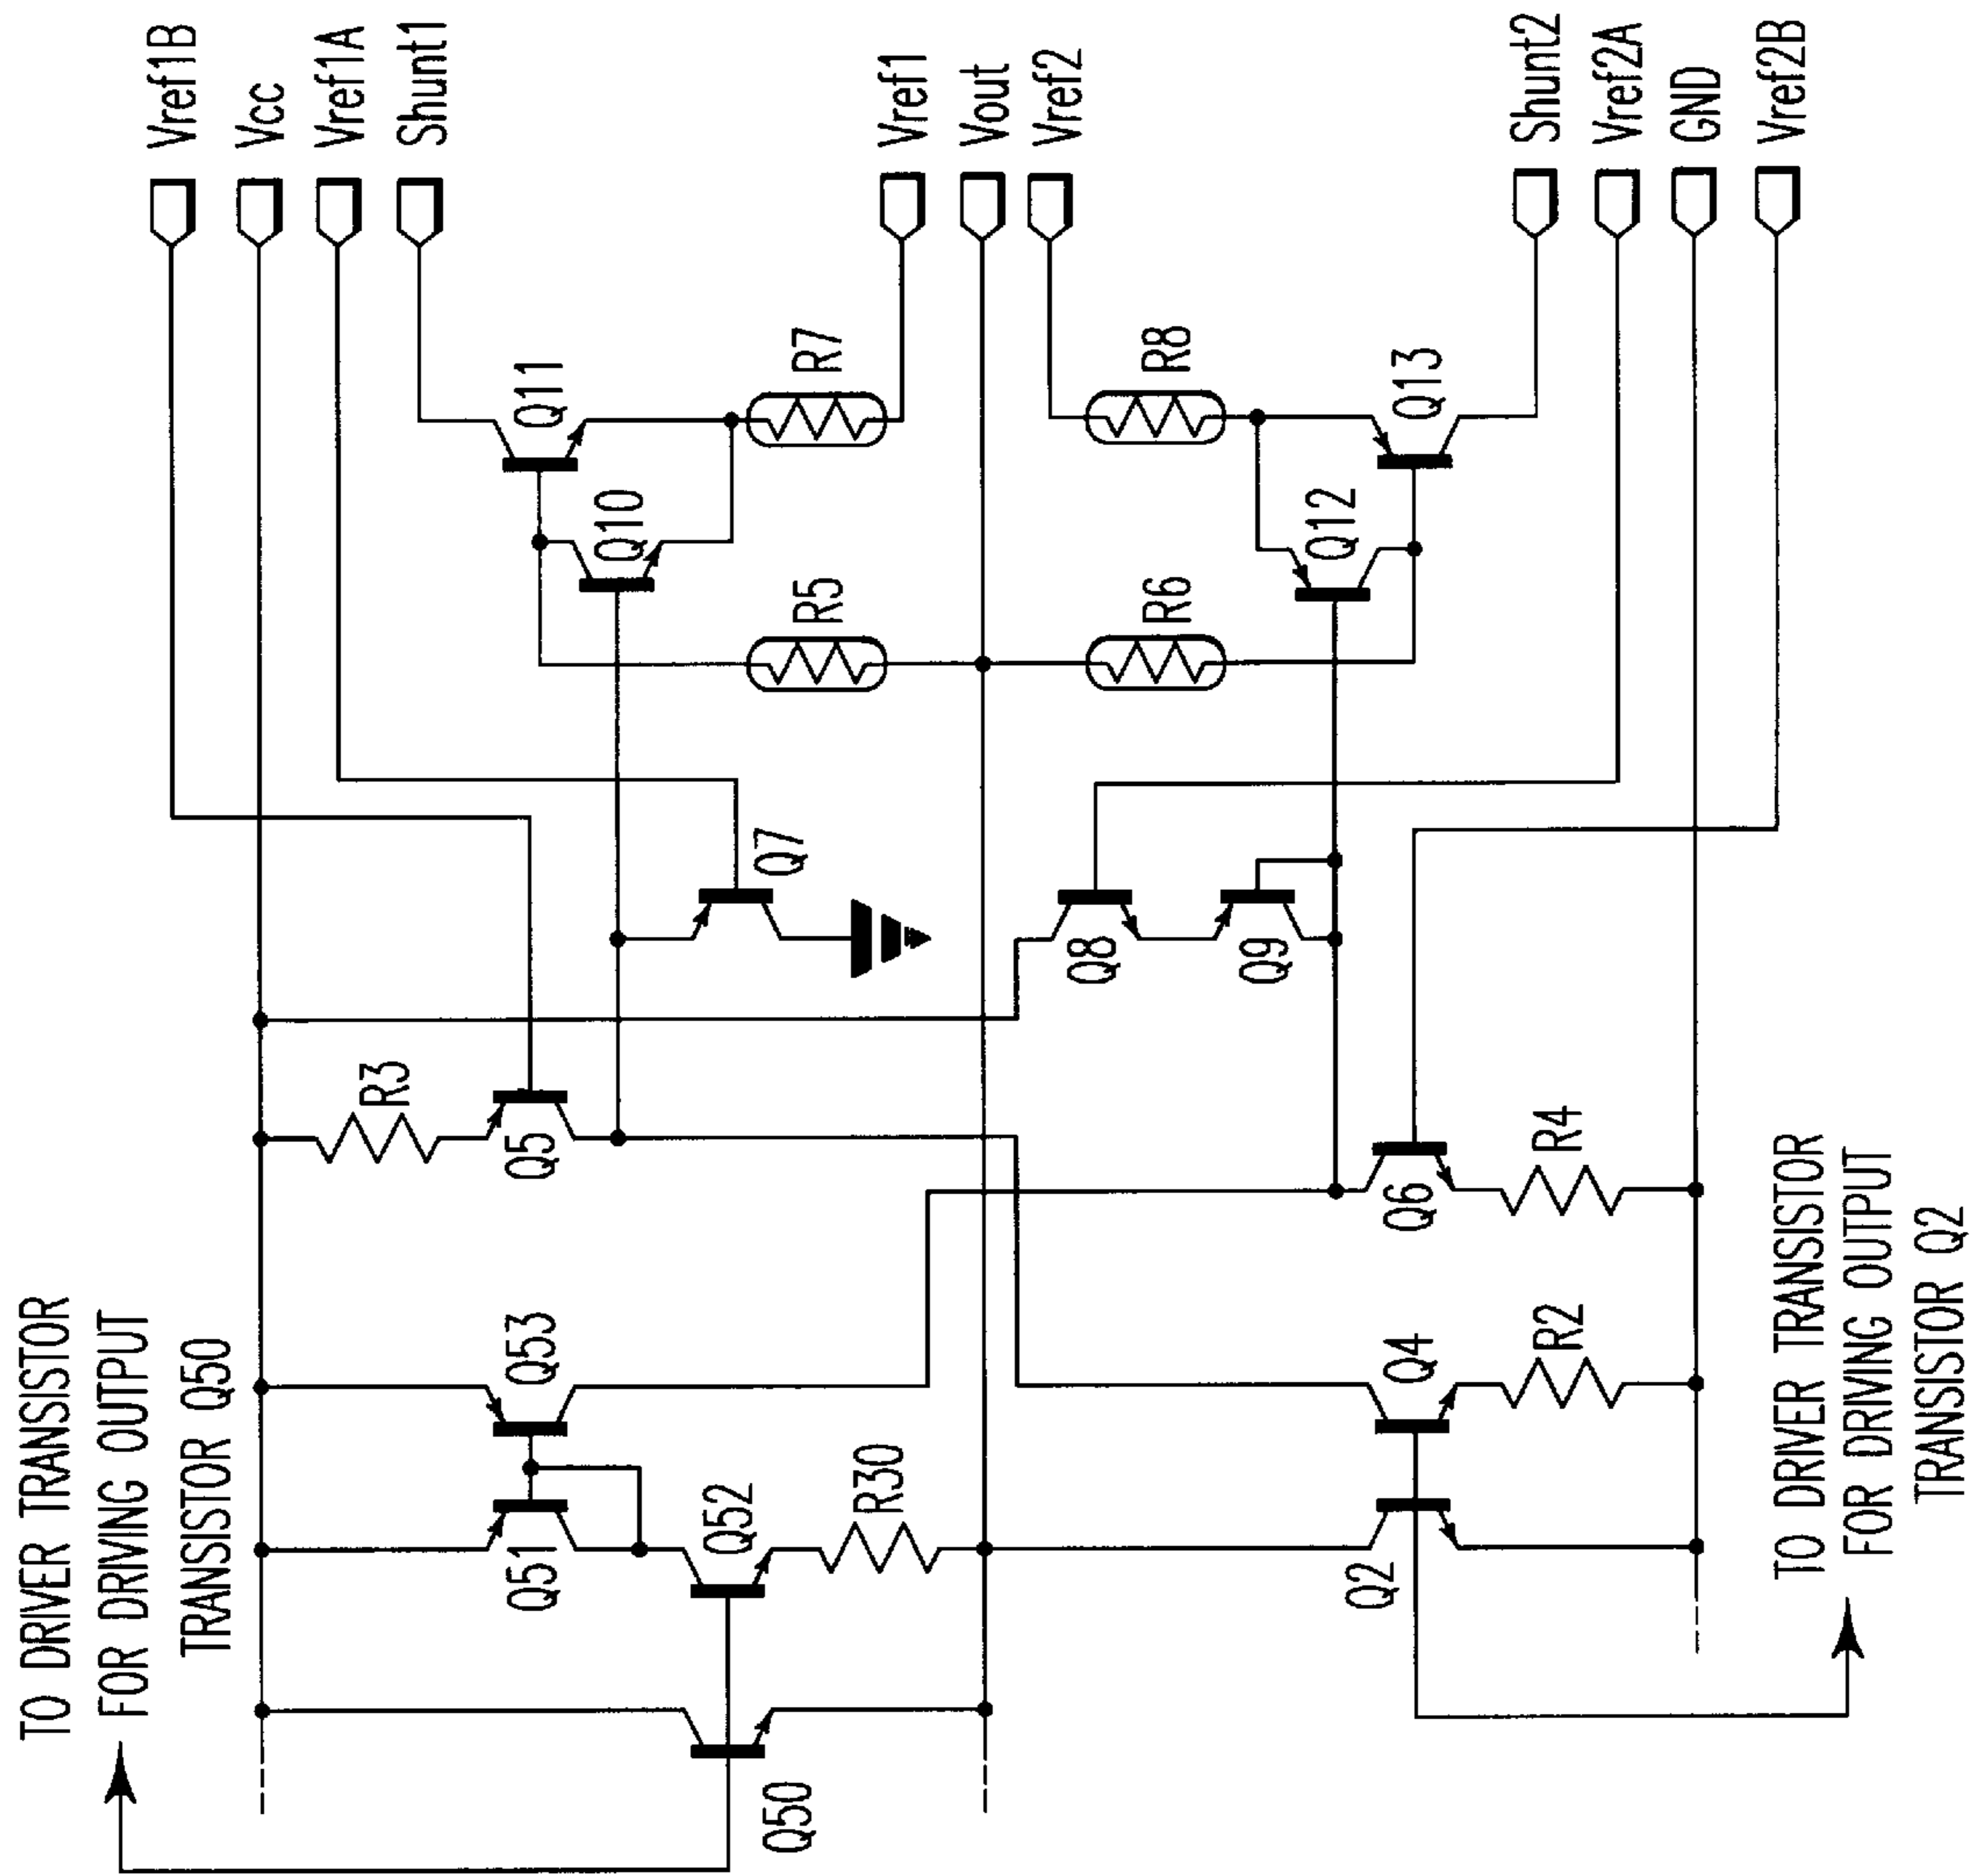 TO DRIVER TRANSISTOR
FOR DRIVING OUTPUT
TRANSISTOR Q50
Vref1B
Vcc
Vref1A
Shunt1
Vref1
Vout
Vref2
Shunt2
Vref2A
GND
Vref2B
Q11
R7
R8
Q13
Q10
Q12
R5
R6
Q7
Q8
Q9
R3
Q5
Q6
R4
Q53
Q4
R2
Q51
Q52
R30
Q2
Q50
TO DRIVER TRANSISTOR
FOR DRIVING OUTPUT
TRANSISTOR Q2